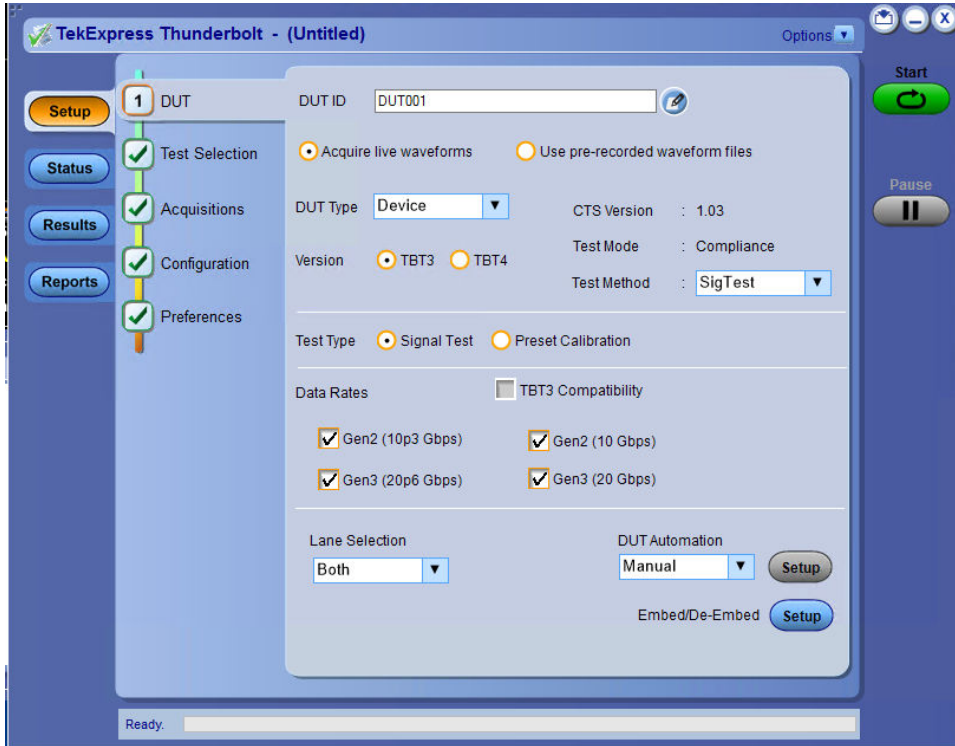 TekExpress Thunderbolt - (Untitled)
Options
X
Setup
Status
Results
Reports
1 DUT
Test Selection
Acquisitions
Configuration
Preferences
DUT ID DUT001
Acquire live waveforms Use pre-recorded waveform files
DUT Type Device
CTS Version : 1.03
Test Mode : Compliance
Version TBT3 TBT4
Test Method : SigTest
Test Type Signal Test Preset Calibration
Data Rates TBT3 Compatibility
Gen2 (10p3 Gbps) Gen2 (10 Gbps)
Gen3 (20p6 Gbps) Gen3 (20 Gbps)
Lane Selection
Both
DUT Automation
Manual Setup
Embed/De-Embed Setup
Start
Pause
Ready.